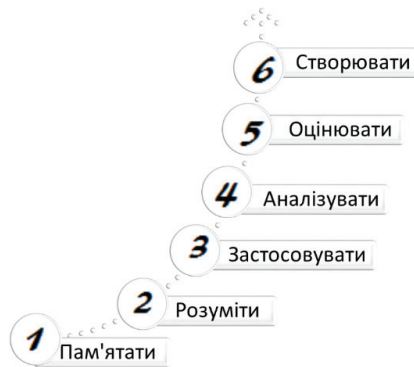 6 Створювати
5 Оцінювати
4 Аналізувати
3 Застосовувати
2 Розуміти
1 Пам'ятати